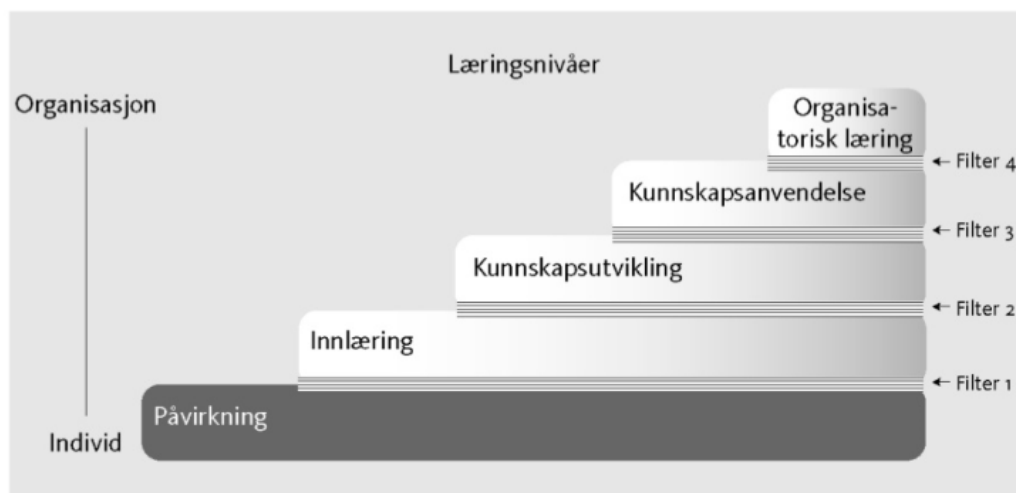 Læringsnivåer
Organisasjon
Organisa-
torisk læring
← Filter 4
Kunnskapsanvendelse
← Filter 3
Kunnskapsutvikling
← Filter 2
Innlæring
← Filter 1
Påvirkning
Individ